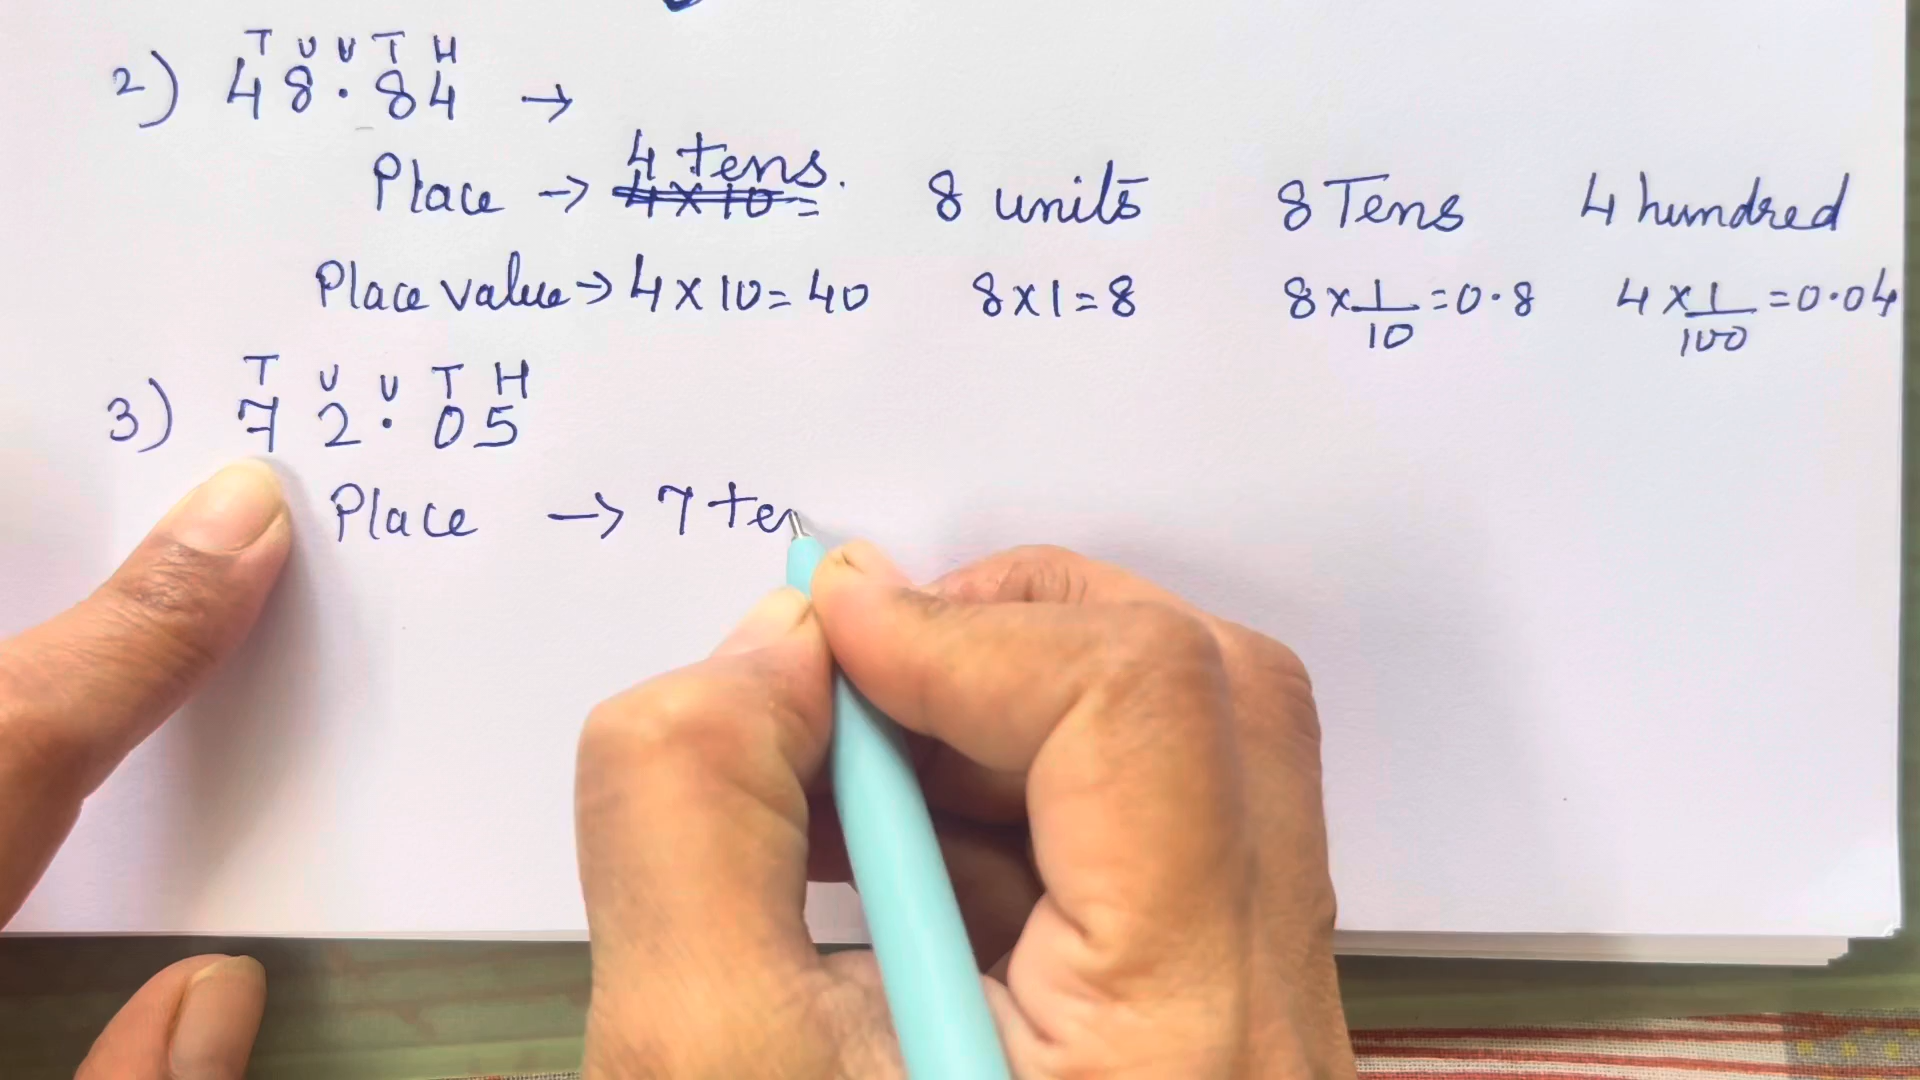 T U U T H
2) 48.84 →
Place → 4 tens. 8 units 8 Tens 4 hundred
4×10=
Place value → 4×10=40 8×1=8 8×1/10=0.8 4×1/100=0.04
T U U T H
3) 72.05
Place → 7 ten